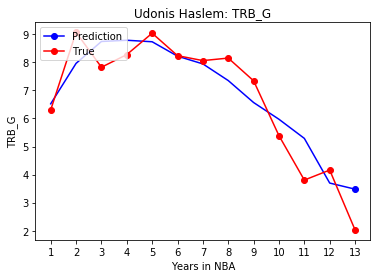 Udonis Haslem: TRB_G
Prediction
True
9
8
7
6
5
4
3
2
TRB_G
1 2 3 4 5 6 7 8 9 10 11 12 13
Years in NBA